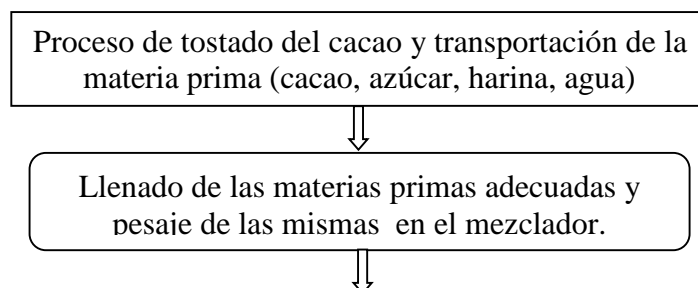 Proceso de tostado del cacao y transportación de la
materia prima (cacao, azúcar, harina, agua)
Llenado de las materias primas adecuadas y
pesaje de las mismas en el mezclador.